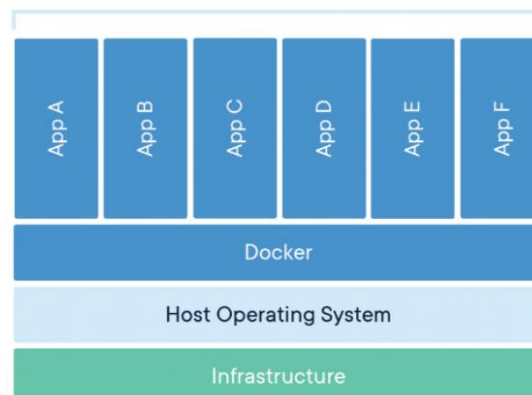 App A
App B
App C
App D
App E
App F
Docker
Host Operating System
Infrastructure